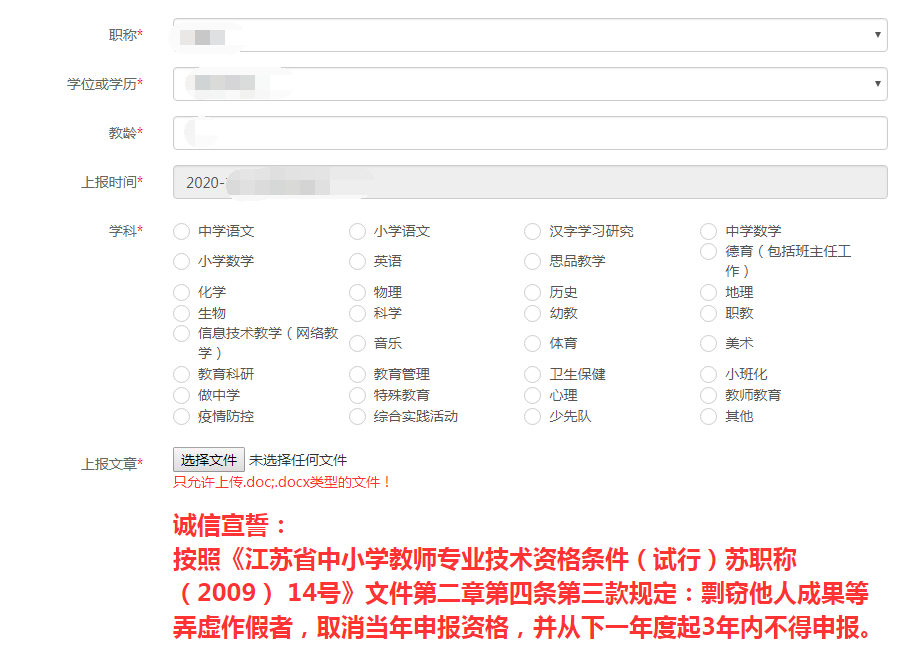 职称*
学位或学历*
教龄*
上报时间* 2020-
学科* 中学语文 小学语文 汉字学习研究 中学数学
小学数学 英语 思品教学 德育（包括班主任工作）
化学 物理 历史 地理
生物 科学 幼教 职教
信息技术教学（网络教学） 音乐 体育 美术
教育科研 教育管理 卫生保健 小班化
做中学 特殊教育 心理 教师教育
疫情防控 综合实践活动 少先队 其他
上报文章* 选择文件 未选择任何文件
只允许上传.doc;.docx类型的文件！
诚信宣誓：
按照《江苏省中小学教师专业技术资格条件（试行）苏职称
（2009） 14号》文件第二章第四条第三款规定：剽窃他人成果等
弄虚作假者，取消当年申报资格，并从下一年度起3年内不得申报。